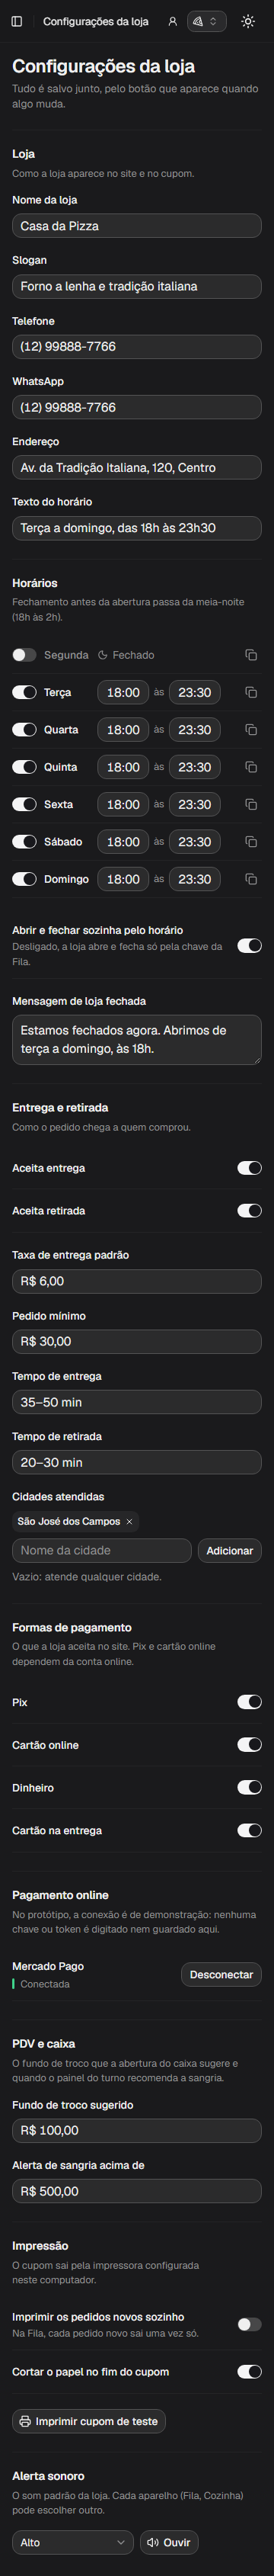 Configurações da loja
Configurações da loja
Tudo é salvo junto, pelo botão que aparece quando
algo muda.
Loja
Como a loja aparece no site e no cupom.
Nome da loja
Casa da Pizza
Slogan
Forno a lenha e tradição italiana
Telefone
(12) 99888-7766
WhatsApp
(12) 99888-7766
Endereço
Av. da Tradição Italiana, 120, Centro
Texto do horário
Terça a domingo, das 18h às 23h30
Horários
Fechamento antes da abertura passa da meia-noite
(18h às 2h).
Segunda Fechado
Terça 18:00 às 23:30
Quarta 18:00 às 23:30
Quinta 18:00 às 23:30
Sexta 18:00 às 23:30
Sábado 18:00 às 23:30
Domingo 18:00 às 23:30
Abrir e fechar sozinha pelo horário
Desligado, a loja abre e fecha só pela chave da
Fila.
Mensagem de loja fechada
Estamos fechados agora. Abrimos de
terça a domingo, às 18h.
Entrega e retirada
Como o pedido chega a quem comprou.
Aceita entrega
Aceita retirada
Taxa de entrega padrão
R$ 6,00
Pedido mínimo
R$ 30,00
Tempo de entrega
35–50 min
Tempo de retirada
20–30 min
Cidades atendidas
São José dos Campos ×
Nome da cidade Adicionar
Vazio: atende qualquer cidade.
Formas de pagamento
O que a loja aceita no site. Pix e cartão online
dependem da conta online.
Pix
Cartão online
Dinheiro
Cartão na entrega
Pagamento online
No protótipo, a conexão é de demonstração: nenhuma
chave ou token é digitado nem guardado aqui.
Mercado Pago
Conectada
Desconectar
PDV e caixa
O fundo de troco que a abertura do caixa sugere e
quando o painel do turno recomenda a sangria.
Fundo de troco sugerido
R$ 100,00
Alerta de sangria acima de
R$ 500,00
Impressão
O cupom sai pela impressora configurada
neste computador.
Imprimir os pedidos novos sozinho
Na Fila, cada pedido novo sai uma vez só.
Cortar o papel no fim do cupom
Imprimir cupom de teste
Alerta sonoro
O som padrão da loja. Cada aparelho (Fila, Cozinha)
pode escolher outro.
Alto Ouvir